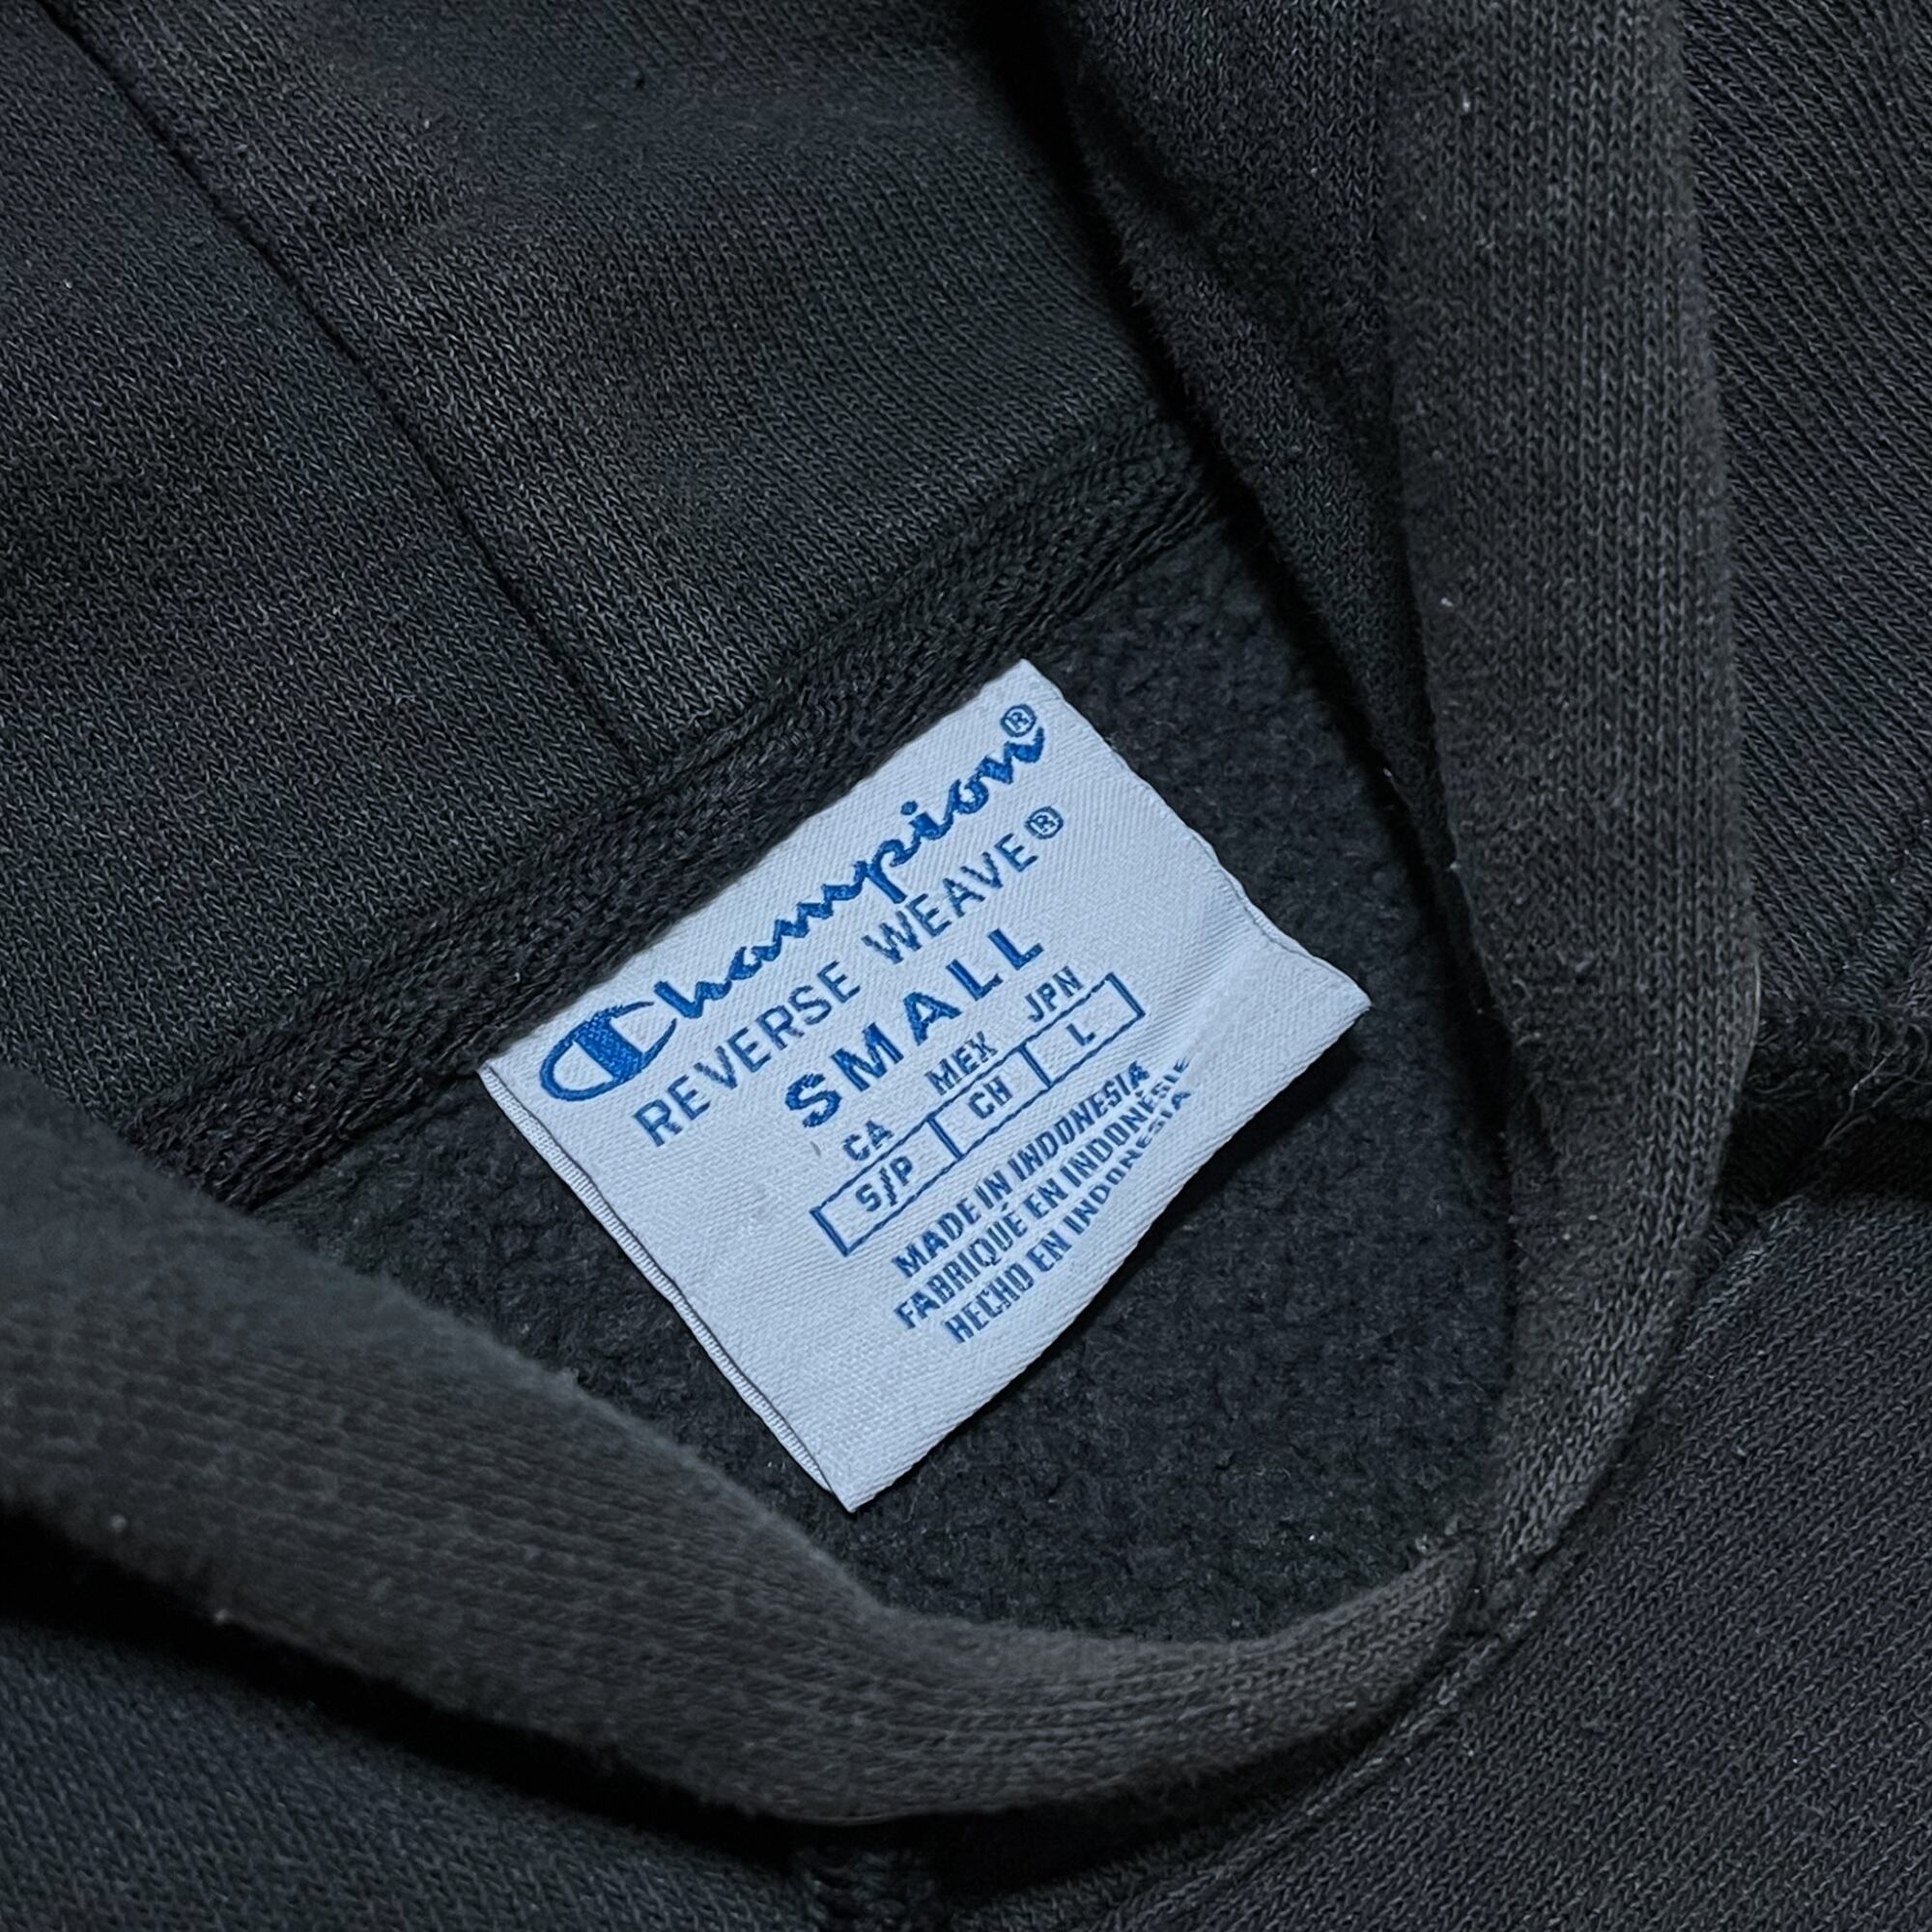 Champion®
REVERSE WEAVE®
SMALL
CA MEX JPN
S/P CH L
MADE IN INDONESIA
FABRIQUÉ EN INDONÉSIE
HECHO EN INDONESIA